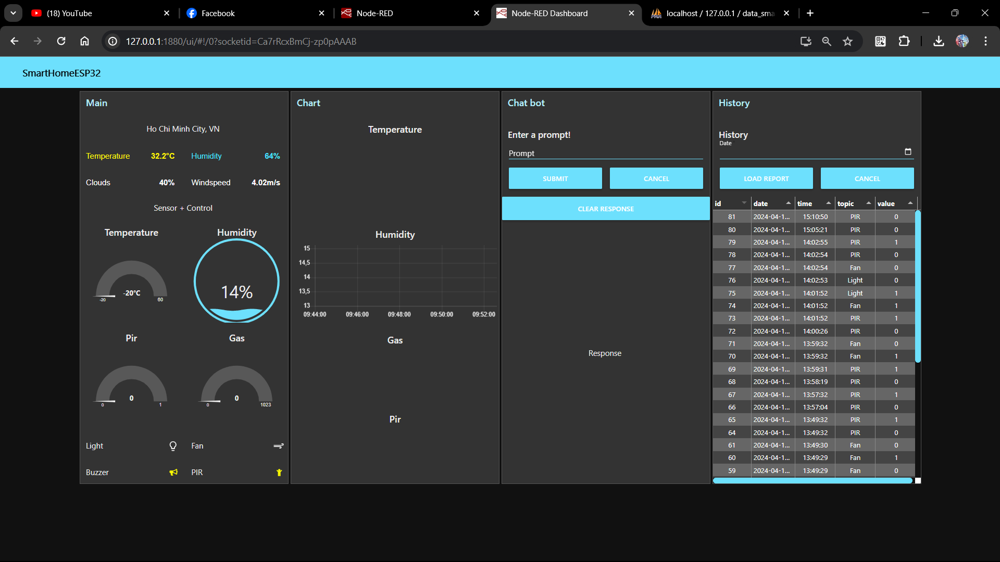 (18) YouTube
Facebook
Node-RED
Node-RED Dashboard
localhost / 127.0.0.1 / data_sma
127.0.0.1:1880/ui/#!/0?socketid=Ca7rRcxBmCj-zp0pAAAB
SmartHomeESP32
Main
Ho Chi Minh City, VN
Temperature 32.2°C Humidity 64%
Clouds 40% Windspeed 4.02m/s
Sensor + Control
Temperature Humidity
-20°C
-20 60
14%
Pir Gas
0 0
0 1 0 1023
Light Fan
Buzzer PIR
Chart
Temperature
Humidity
15
14,5
14
13,5
13
09:44:00 09:46:00 09:48:00 09:50:00 09:52:00
Gas
Pir
Chat bot
Enter a prompt!
Prompt
SUBMIT CANCEL
CLEAR RESPONSE
Response
History
History
Date
LOAD REPORT CANCEL
id date time topic value
81 2024-04-1... 15:10:50 PIR 0
80 2024-04-1... 15:05:21 PIR 0
79 2024-04-1... 14:02:55 PIR 1
78 2024-04-1... 14:02:54 PIR 0
77 2024-04-1... 14:02:54 Fan 0
76 2024-04-1... 14:02:53 Light 0
75 2024-04-1... 14:01:52 Light 1
74 2024-04-1... 14:01:52 Fan 1
73 2024-04-1... 14:01:52 PIR 1
72 2024-04-1... 14:00:26 PIR 0
71 2024-04-1... 13:59:32 Fan 0
70 2024-04-1... 13:59:32 Fan 1
69 2024-04-1... 13:59:31 PIR 1
68 2024-04-1... 13:58:19 PIR 0
67 2024-04-1... 13:57:32 PIR 1
66 2024-04-1... 13:57:04 PIR 0
65 2024-04-1... 13:49:32 PIR 1
64 2024-04-1... 13:49:32 PIR 0
61 2024-04-1... 13:49:30 Fan 0
60 2024-04-1... 13:49:29 Fan 1
59 2024-04-1... 13:49:29 Fan 0